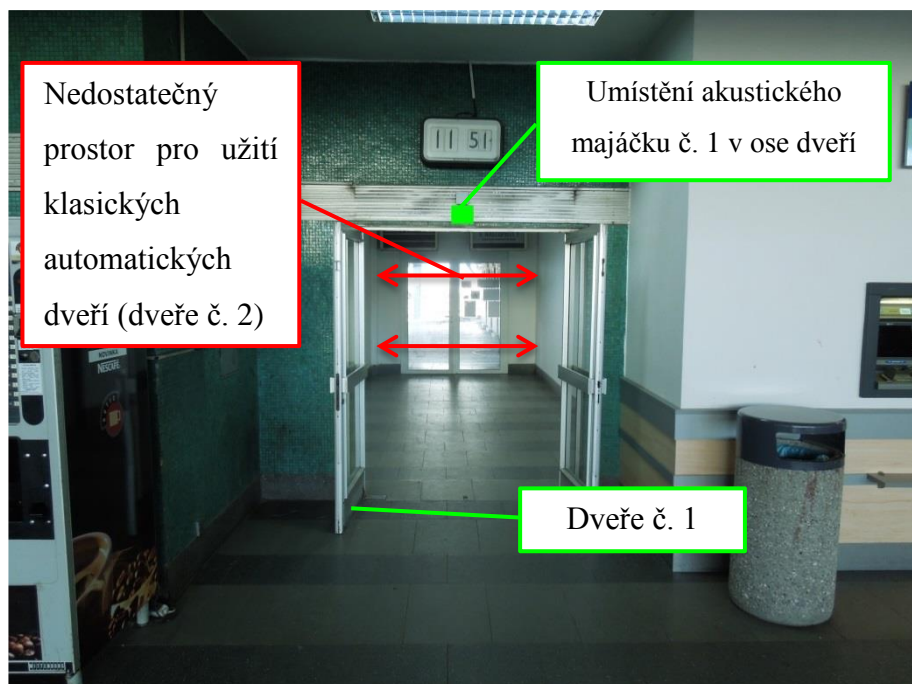 Nedostatečný
prostor pro užití
klasických
automatických
dveří (dveře č. 2)
Umístění akustického
majáčku č. 1 v ose dveří
11 51
NESCAFÉ
Dveře č. 1